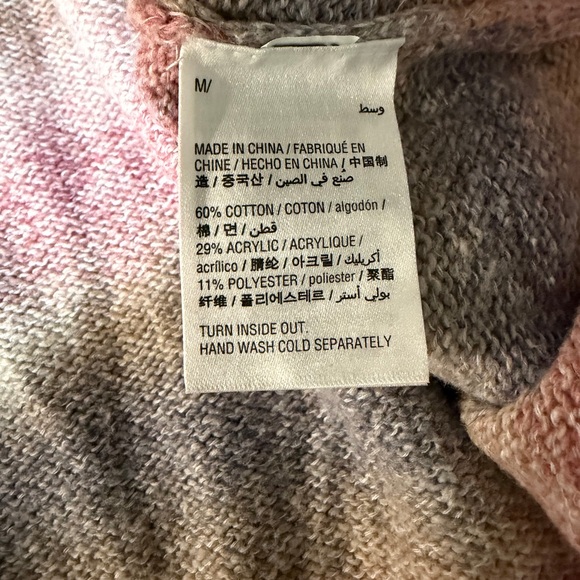 M/
وسط
MADE IN CHINA / FABRIQUÉ EN
CHINE / HECHO EN CHINA / 中国制
造 / 중국산 / صُنع في الصين /
60% COTTON / COTON / algodón /
棉 / 면 / قطن /
29% ACRYLIC / ACRYLIQUE /
acrílico / 腈纶 / 아크릴 / أكريليك /
11% POLYESTER / poliester / 聚酯
纤维 / 폴리에스테르 / بولي أستر /
TURN INSIDE OUT.
HAND WASH COLD SEPARATELY